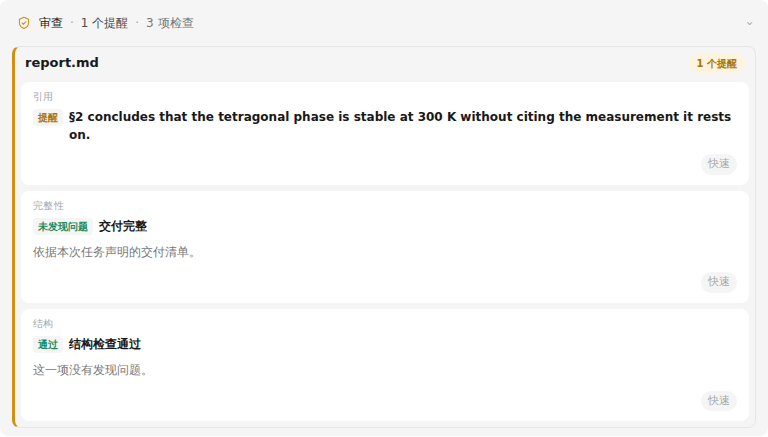 审查 · 1 个提醒 · 3 项检查
report.md
1 个提醒
引用
提醒 §2 concludes that the tetragonal phase is stable at 300 K without citing the measurement it rests
on.
快速
完整性
未发现问题 交付完整
依据本次任务声明的交付清单。
快速
结构
通过 结构检查通过
这一项没有发现问题。
快速